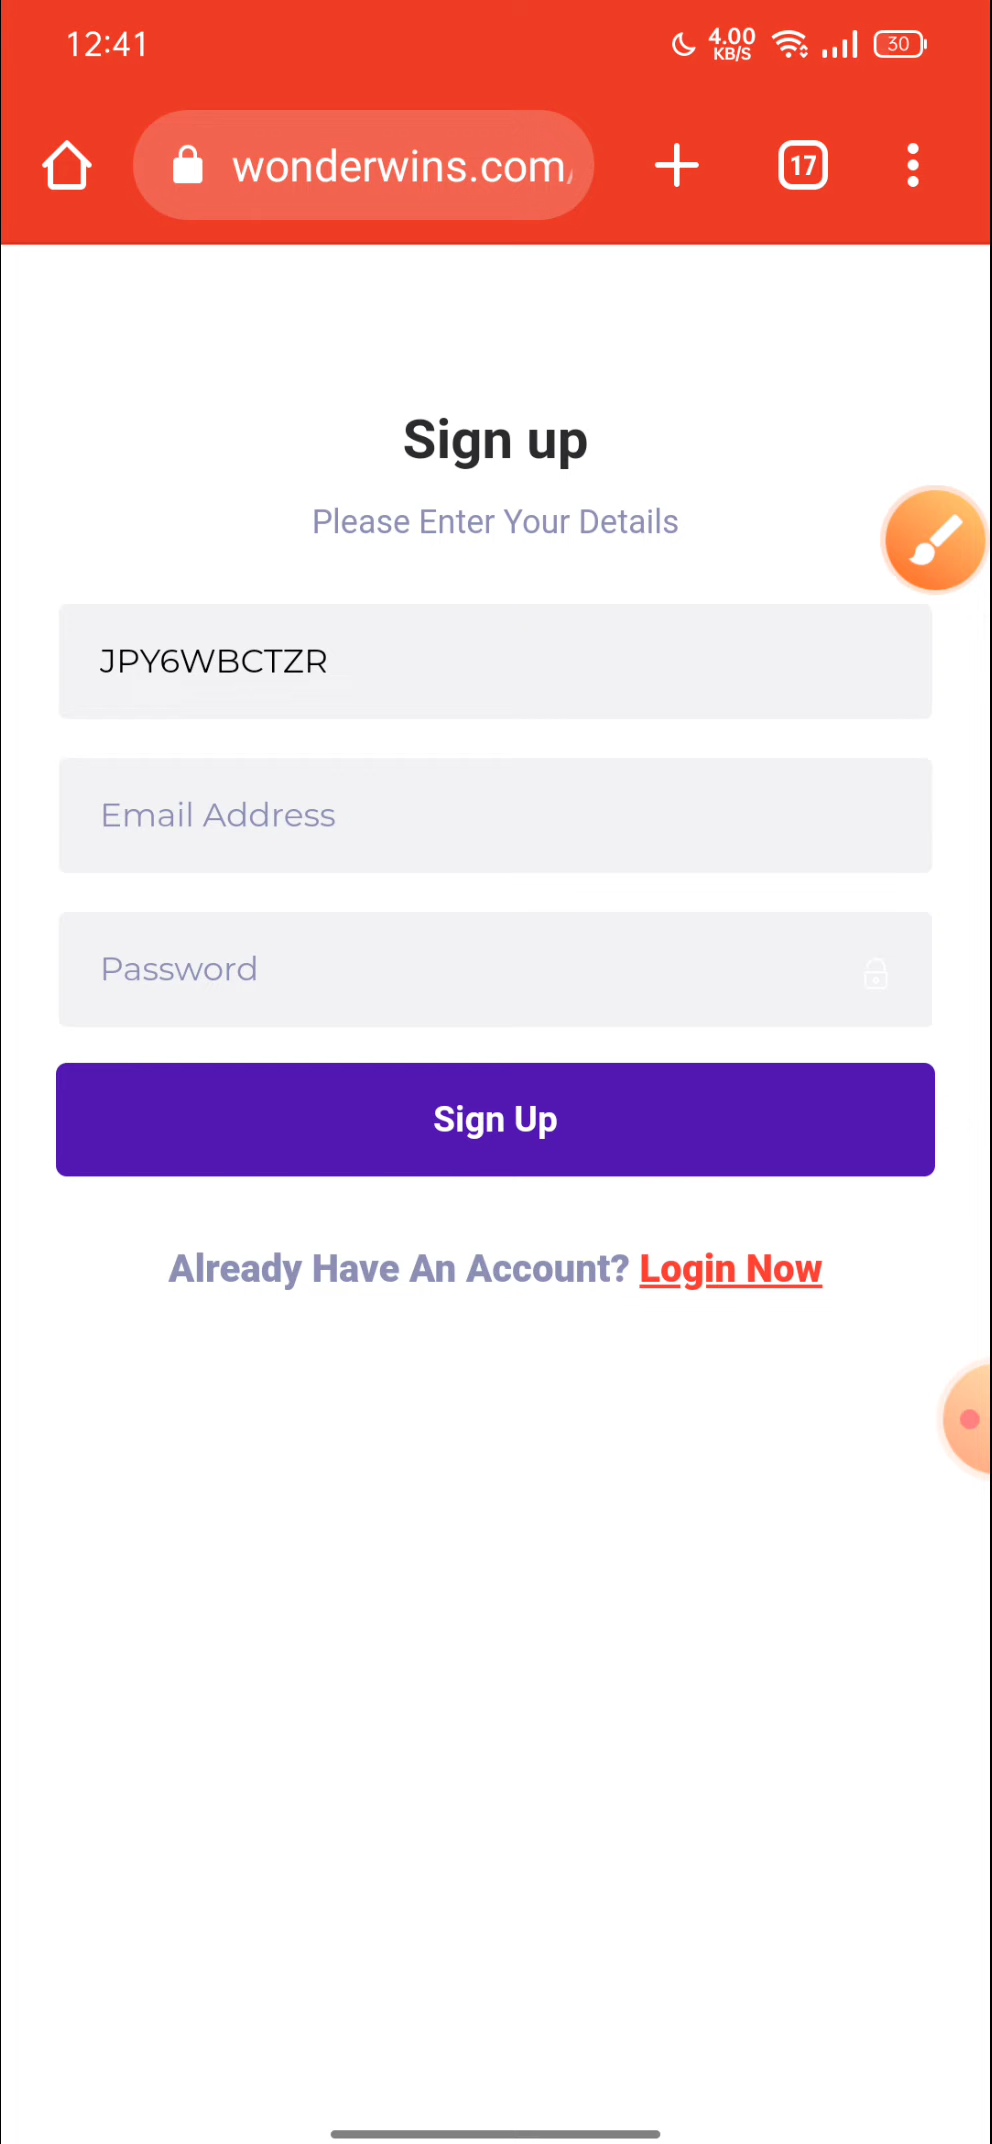 12:41
4.00
KB/S
30
wonderwins.com/
17
Sign up
Please Enter Your Details
JPY6WBCTZR
Email Address
Password
Sign Up
Already Have An Account? Login Now